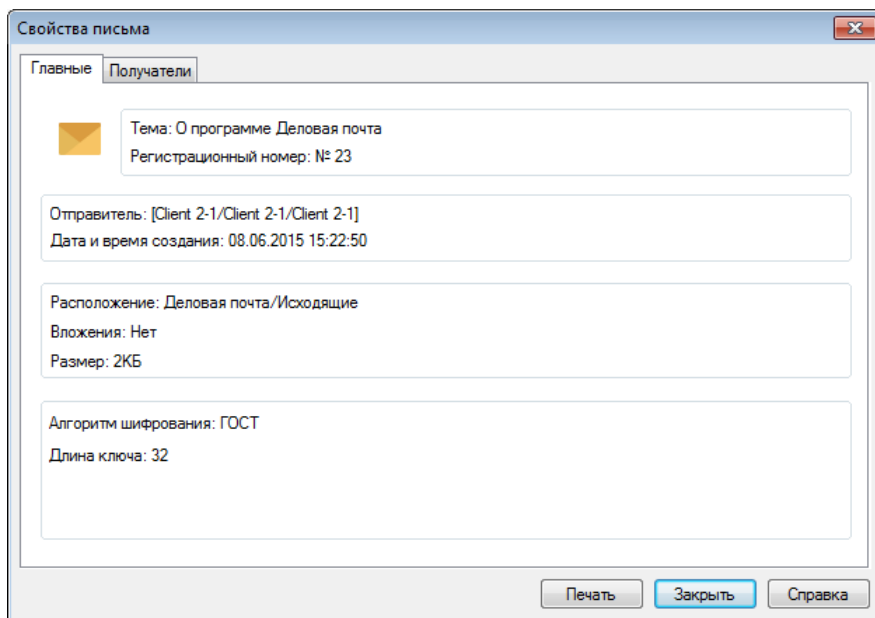 Свойства письма
Главные
Получатели
Тема: О программе Деловая почта
Регистрационный номер: № 23
Отправитель: [Client 2-1/Client 2-1/Client 2-1]
Дата и время создания: 08.06.2015 15:22:50
Расположение: Деловая почта/Исходящие
Вложения: Нет
Размер: 2КБ
Алгоритм шифрования: ГОСТ
Длина ключа: 32
Печать
Закрыть
Справка